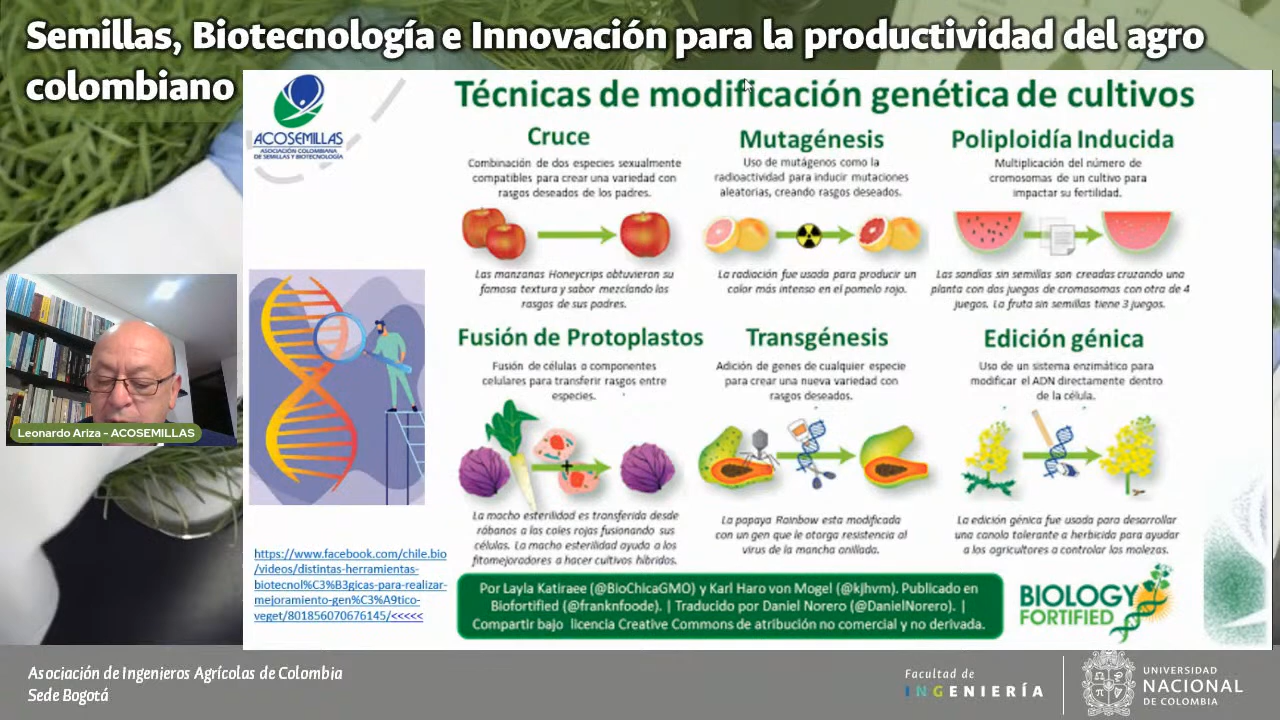 Semillas, Biotecnología e Innovación para la productividad del agro
colombiano
ACOSEMILLAS
ASOCIACIÓN COLOMBIANA
DE SEMILLAS Y BIOTECNOLOGÍA
Técnicas de modificación genética de cultivos
Cruce
Combinación de dos especies sexualmente
compatibles para crear una variedad con
rasgos deseados de los padres.
Las manzanas Honeycrips obtuvieron su
famosa textura y sabor mezclando los
rasgos de sus padres.
Mutagénesis
Uso de mutágenos como la
radioactividad para inducir mutaciones
aleatorias, creando rasgos deseados.
La radiación fue usada para producir un
color más intenso en el pomelo rojo.
Poliploidía Inducida
Multiplicación del número de
cromosomas de un cultivo para
impactar su fertilidad.
Las sandías sin semillas son creadas cruzando una
planta con dos juegos de cromosomas con otra de 4
juegos. La fruta sin semillas tiene 3 juegos.
Fusión de Protoplastos
Fusión de células o componentes
celulares para transferir rasgos entre
especies.
La macho esterilidad es transferida desde
rábanos a las coles rojas fusionando sus
células. La macho esterilidad ayuda a los
fitomejoradores a hacer cultivos híbridos.
Transgénesis
Adición de genes de cualquier especie
para crear una nueva variedad con
rasgos deseados.
La papaya Rainbow esta modificada
con un gen que le otorga resistencia al
virus de la mancha anillada.
Edición génica
Uso de un sistema enzimático para
modificar el ADN directamente dentro
de la célula.
La edición génica fue usada para desarrollar
una canola tolerante a herbicida para ayudar
a los agricultores a controlar las malezas.
Leonardo Ariza - ACOSEMILLAS
https://www.facebook.com/chile.bio
/videos/distintas-herramientas-
biotecnol%C3%B3gicas-para-realizar-
mejoramiento-gen%C3%A9tico-
veget/801856070676145/<<<<<
Por Layla Katiraee (@BioChicaGMO) y Karl Haro von Mogel (@kjhvm). Publicado en
Biofortified (@franknfoode). | Traducido por Daniel Norero (@DanielNorero). |
Compartir bajo licencia Creative Commons de atribución no comercial y no derivada.
BIOLOGY
FORTIFIED
Asociación de Ingenieros Agrícolas de Colombia
Sede Bogotá
Facultad de
INGENIERÍA
UNIVERSIDAD
NACIONAL
DE COLOMBIA